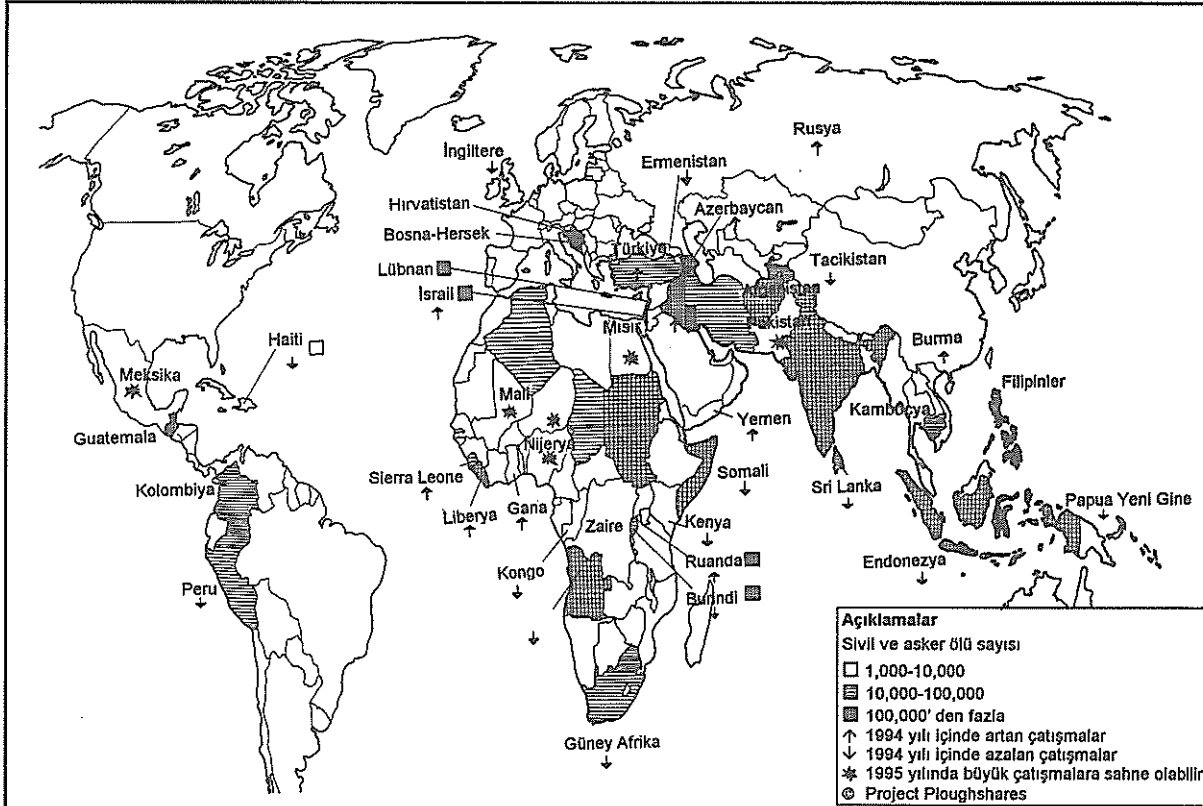 Rusya
İngiltere
Ermenistan
Hırvatistan
Azerbaycan
Bosna-Hersek
Türkiye
Lübnan
Tacikistan
İsrail
Afganistan
Mısır
Pakistan
Haiti
Burma
Meksika
Mali
Filipinler
Guatemala
Yemen
Kamboçya
Nijerya
Sierra Leone
Somali
Kolombiya
Sri Lanka
Papua Yeni Gine
Liberya
Gana
Zaire
Kenya
Ruanda
Endonezya
Kongo
Peru
Burindi
Güney Afrika
Açıklamalar
Sivil ve asker ölü sayısı
1,000-10,000
10,000-100,000
100,000' den fazla
↑ 1994 yılı içinde artan çatışmalar
↓ 1994 yılı içinde azalan çatışmalar
1995 yılında büyük çatışmalara sahne olabilir
© Project Ploughshares